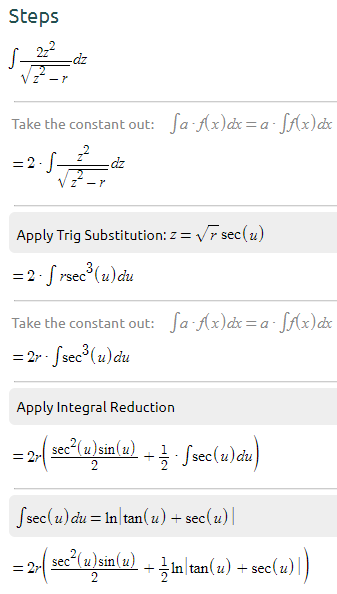 Steps
∫ 2z²/√(z² − r) dz
Take the constant out: ∫a·f(x)dx = a·∫f(x)dx
= 2·∫ z²/√(z² − r) dz
Apply Trig Substitution: z = √r sec(u)
= 2·∫ rsec³(u)du
Take the constant out: ∫a·f(x)dx = a·∫f(x)dx
= 2r·∫sec³(u)du
Apply Integral Reduction
= 2r( sec²(u)sin(u)/2 + 1/2·∫sec(u)du)
∫sec(u)du = ln|tan(u) + sec(u)|
= 2r( sec²(u)sin(u)/2 + 1/2 ln|tan(u) + sec(u)|)